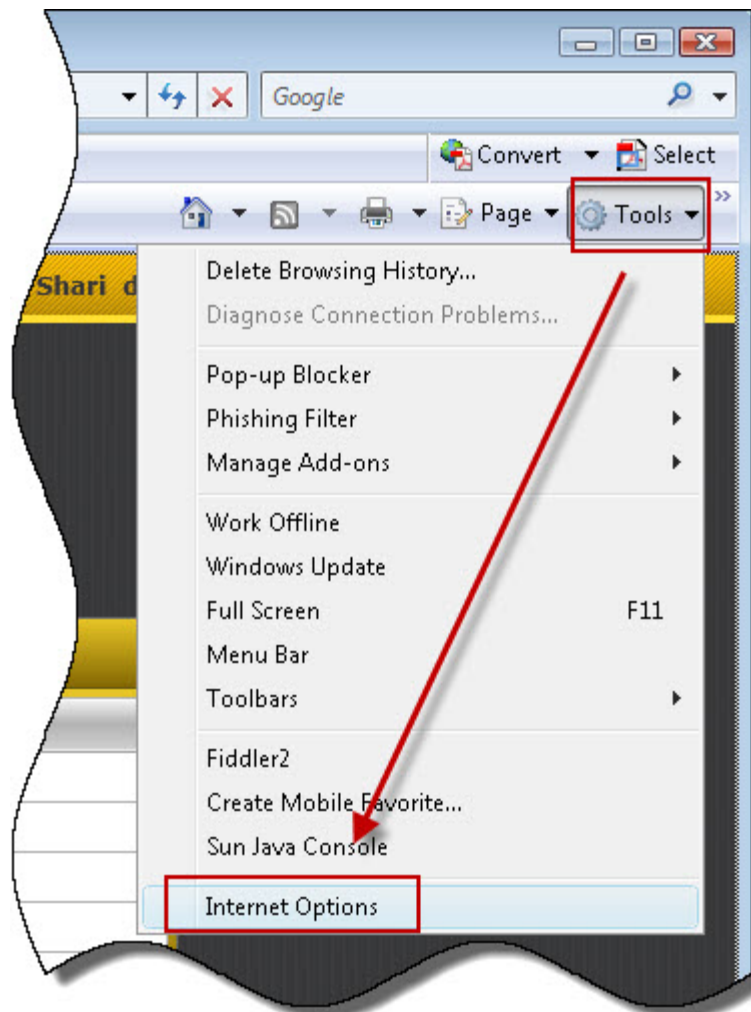 Google
Convert Select
Page Tools »
Shari d
Delete Browsing History...
Diagnose Connection Problems...
Pop-up Blocker
Phishing Filter
Manage Add-ons
Work Offline
Windows Update
Full Screen F11
Menu Bar
Toolbars
Fiddler2
Create Mobile Favorite...
Sun Java Console
Internet Options